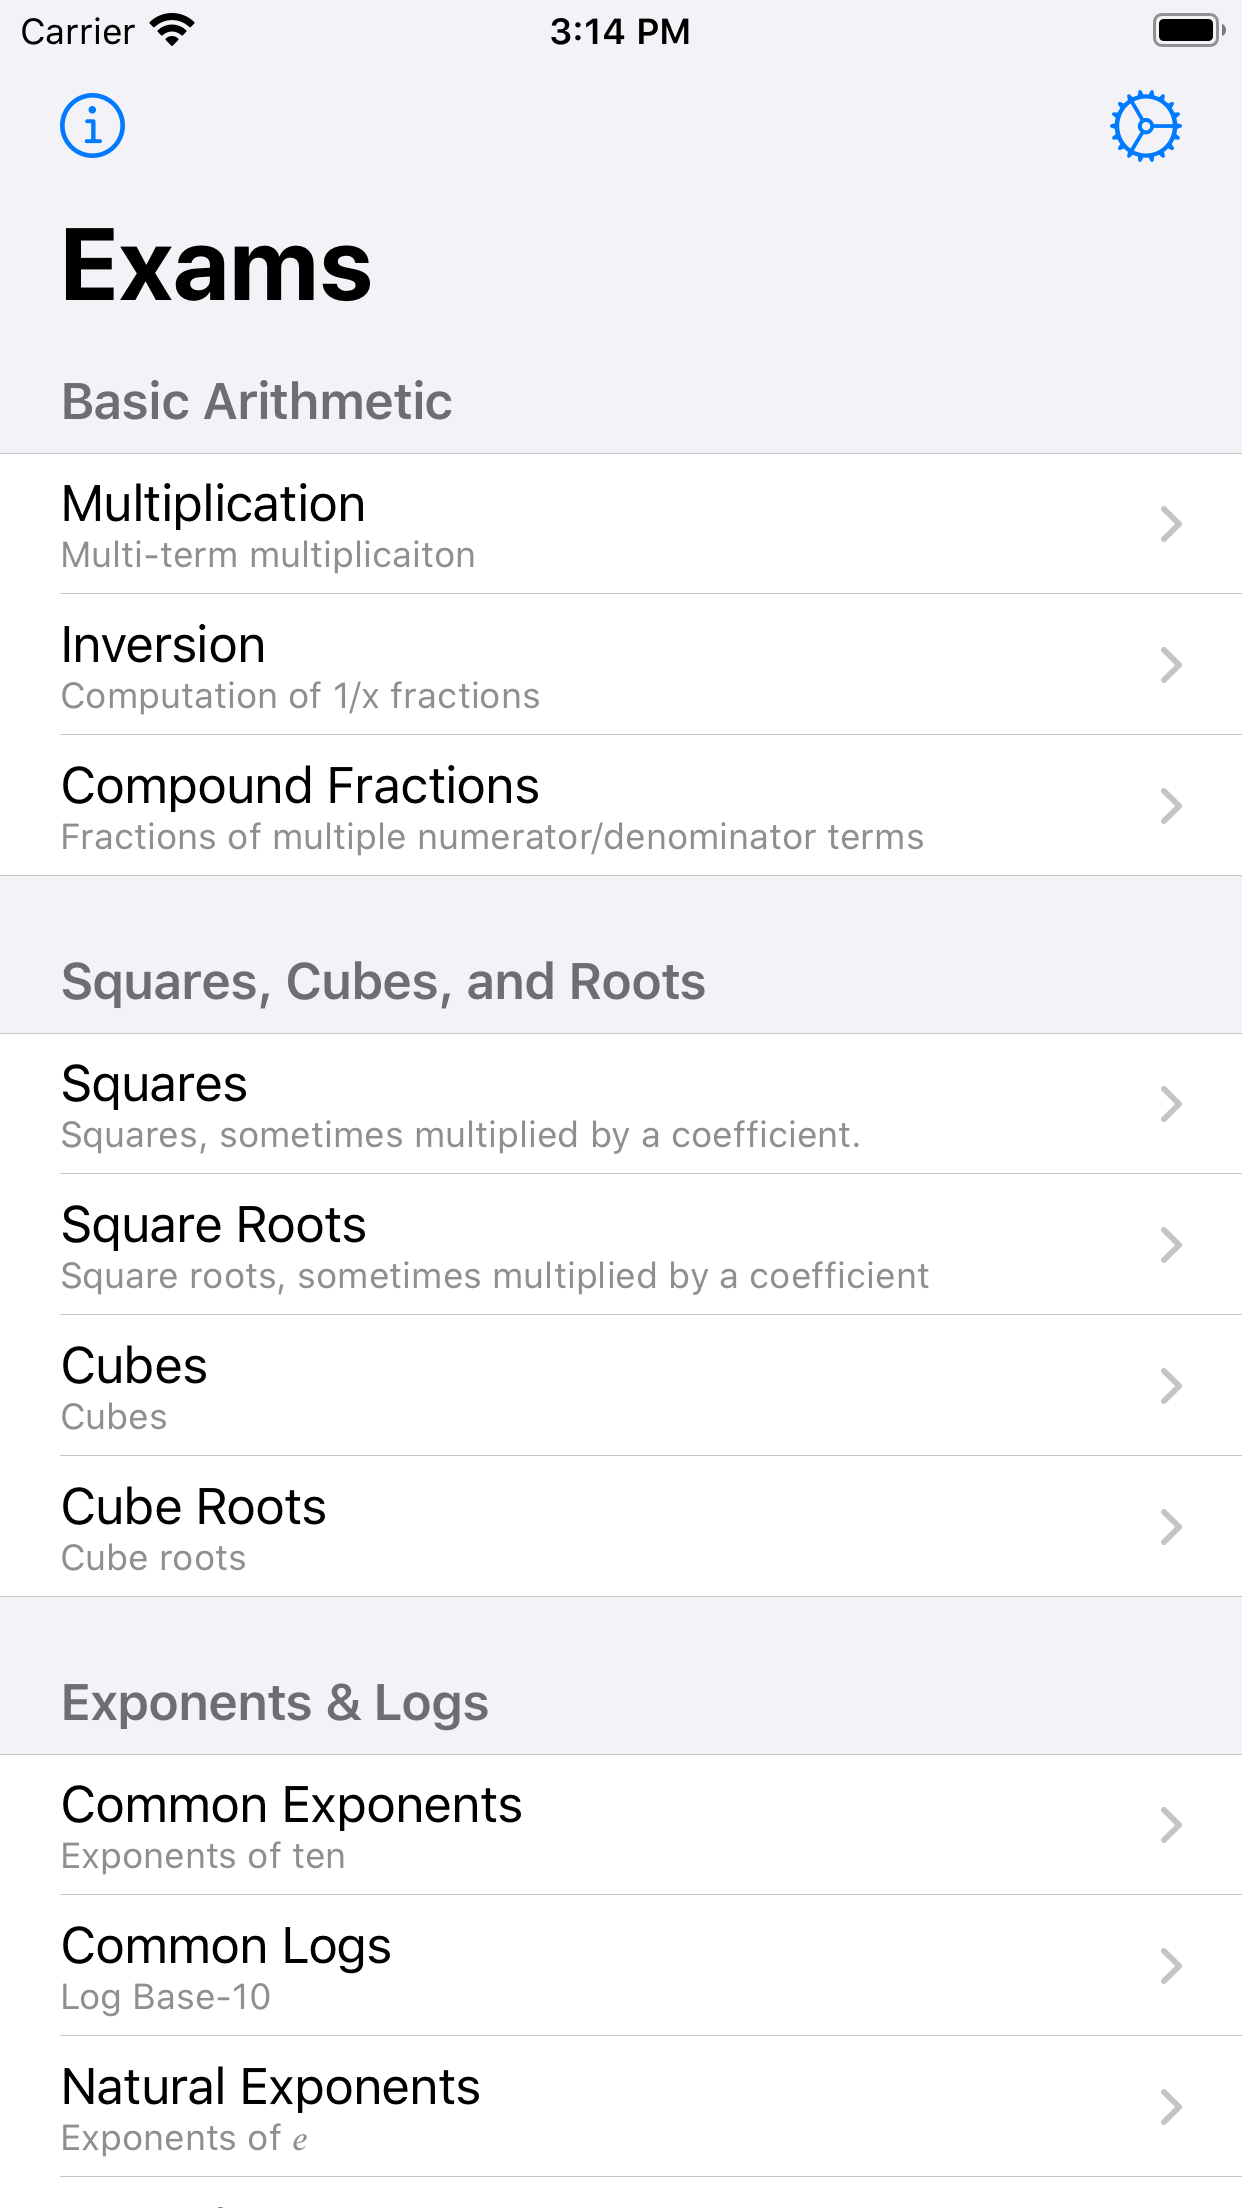 Carrier 3:14 PM
Exams
Basic Arithmetic
Multiplication
Multi-term multiplicaiton
Inversion
Computation of 1/x fractions
Compound Fractions
Fractions of multiple numerator/denominator terms
Squares, Cubes, and Roots
Squares
Squares, sometimes multiplied by a coefficient.
Square Roots
Square roots, sometimes multiplied by a coefficient
Cubes
Cubes
Cube Roots
Cube roots
Exponents & Logs
Common Exponents
Exponents of ten
Common Logs
Log Base-10
Natural Exponents
Exponents of e